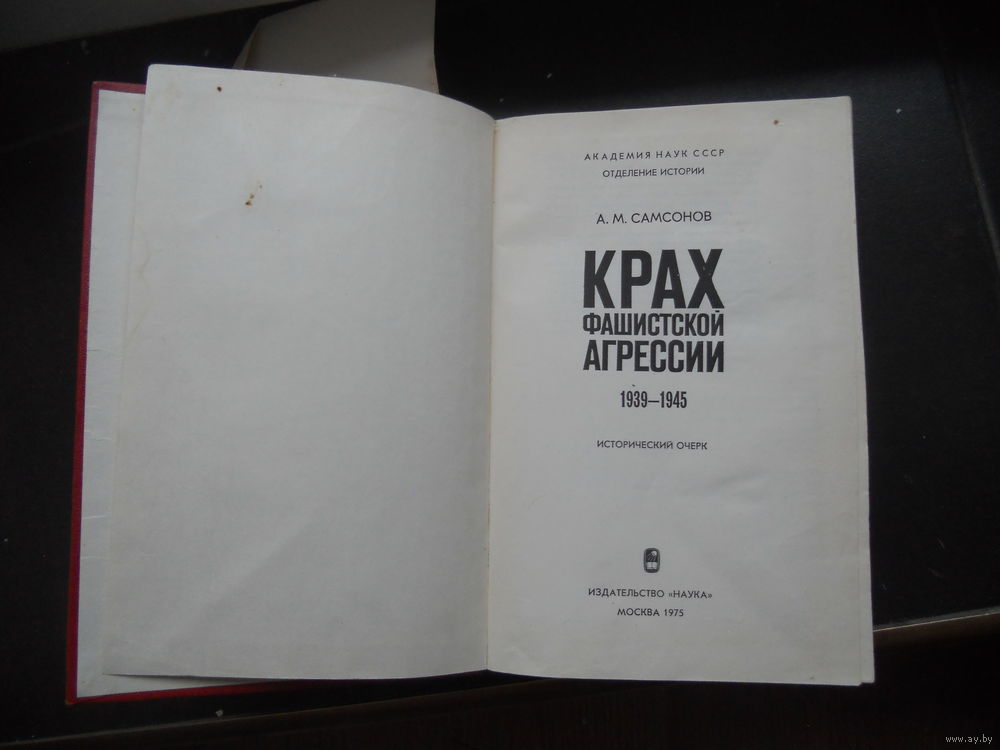 АКАДЕМИЯ НАУК СССР
ОТДЕЛЕНИЕ ИСТОРИИ
А. М. САМСОНОВ
КРАХ
ФАШИСТСКОЙ
АГРЕССИИ
1939—1945
ИСТОРИЧЕСКИЙ ОЧЕРК
ИЗДАТЕЛЬСТВО «НАУКА»
МОСКВА 1975
www.ay.by